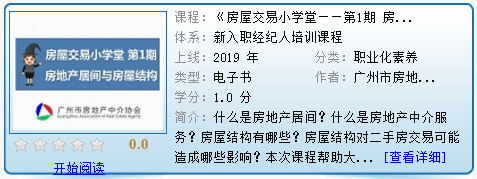 房屋交易小学堂 第1期
房地产居间与房屋结构
广州市房地产中介协会
Guangzhou Association of Real Estate Agents
0.0
开始阅读
课程：《房屋交易小学堂——第1期 房...
体系：新入职经纪人培训课程
上线：2019 年 分类：职业化素养
类型：电子书 作者：广州市房地...
学分：1.0 分
简介：什么是房地产居间？什么是房地产中介服
务？房屋结构有哪些？房屋结构对二手房交易可能
造成哪些影响？本次课程帮助大... [查看详细]